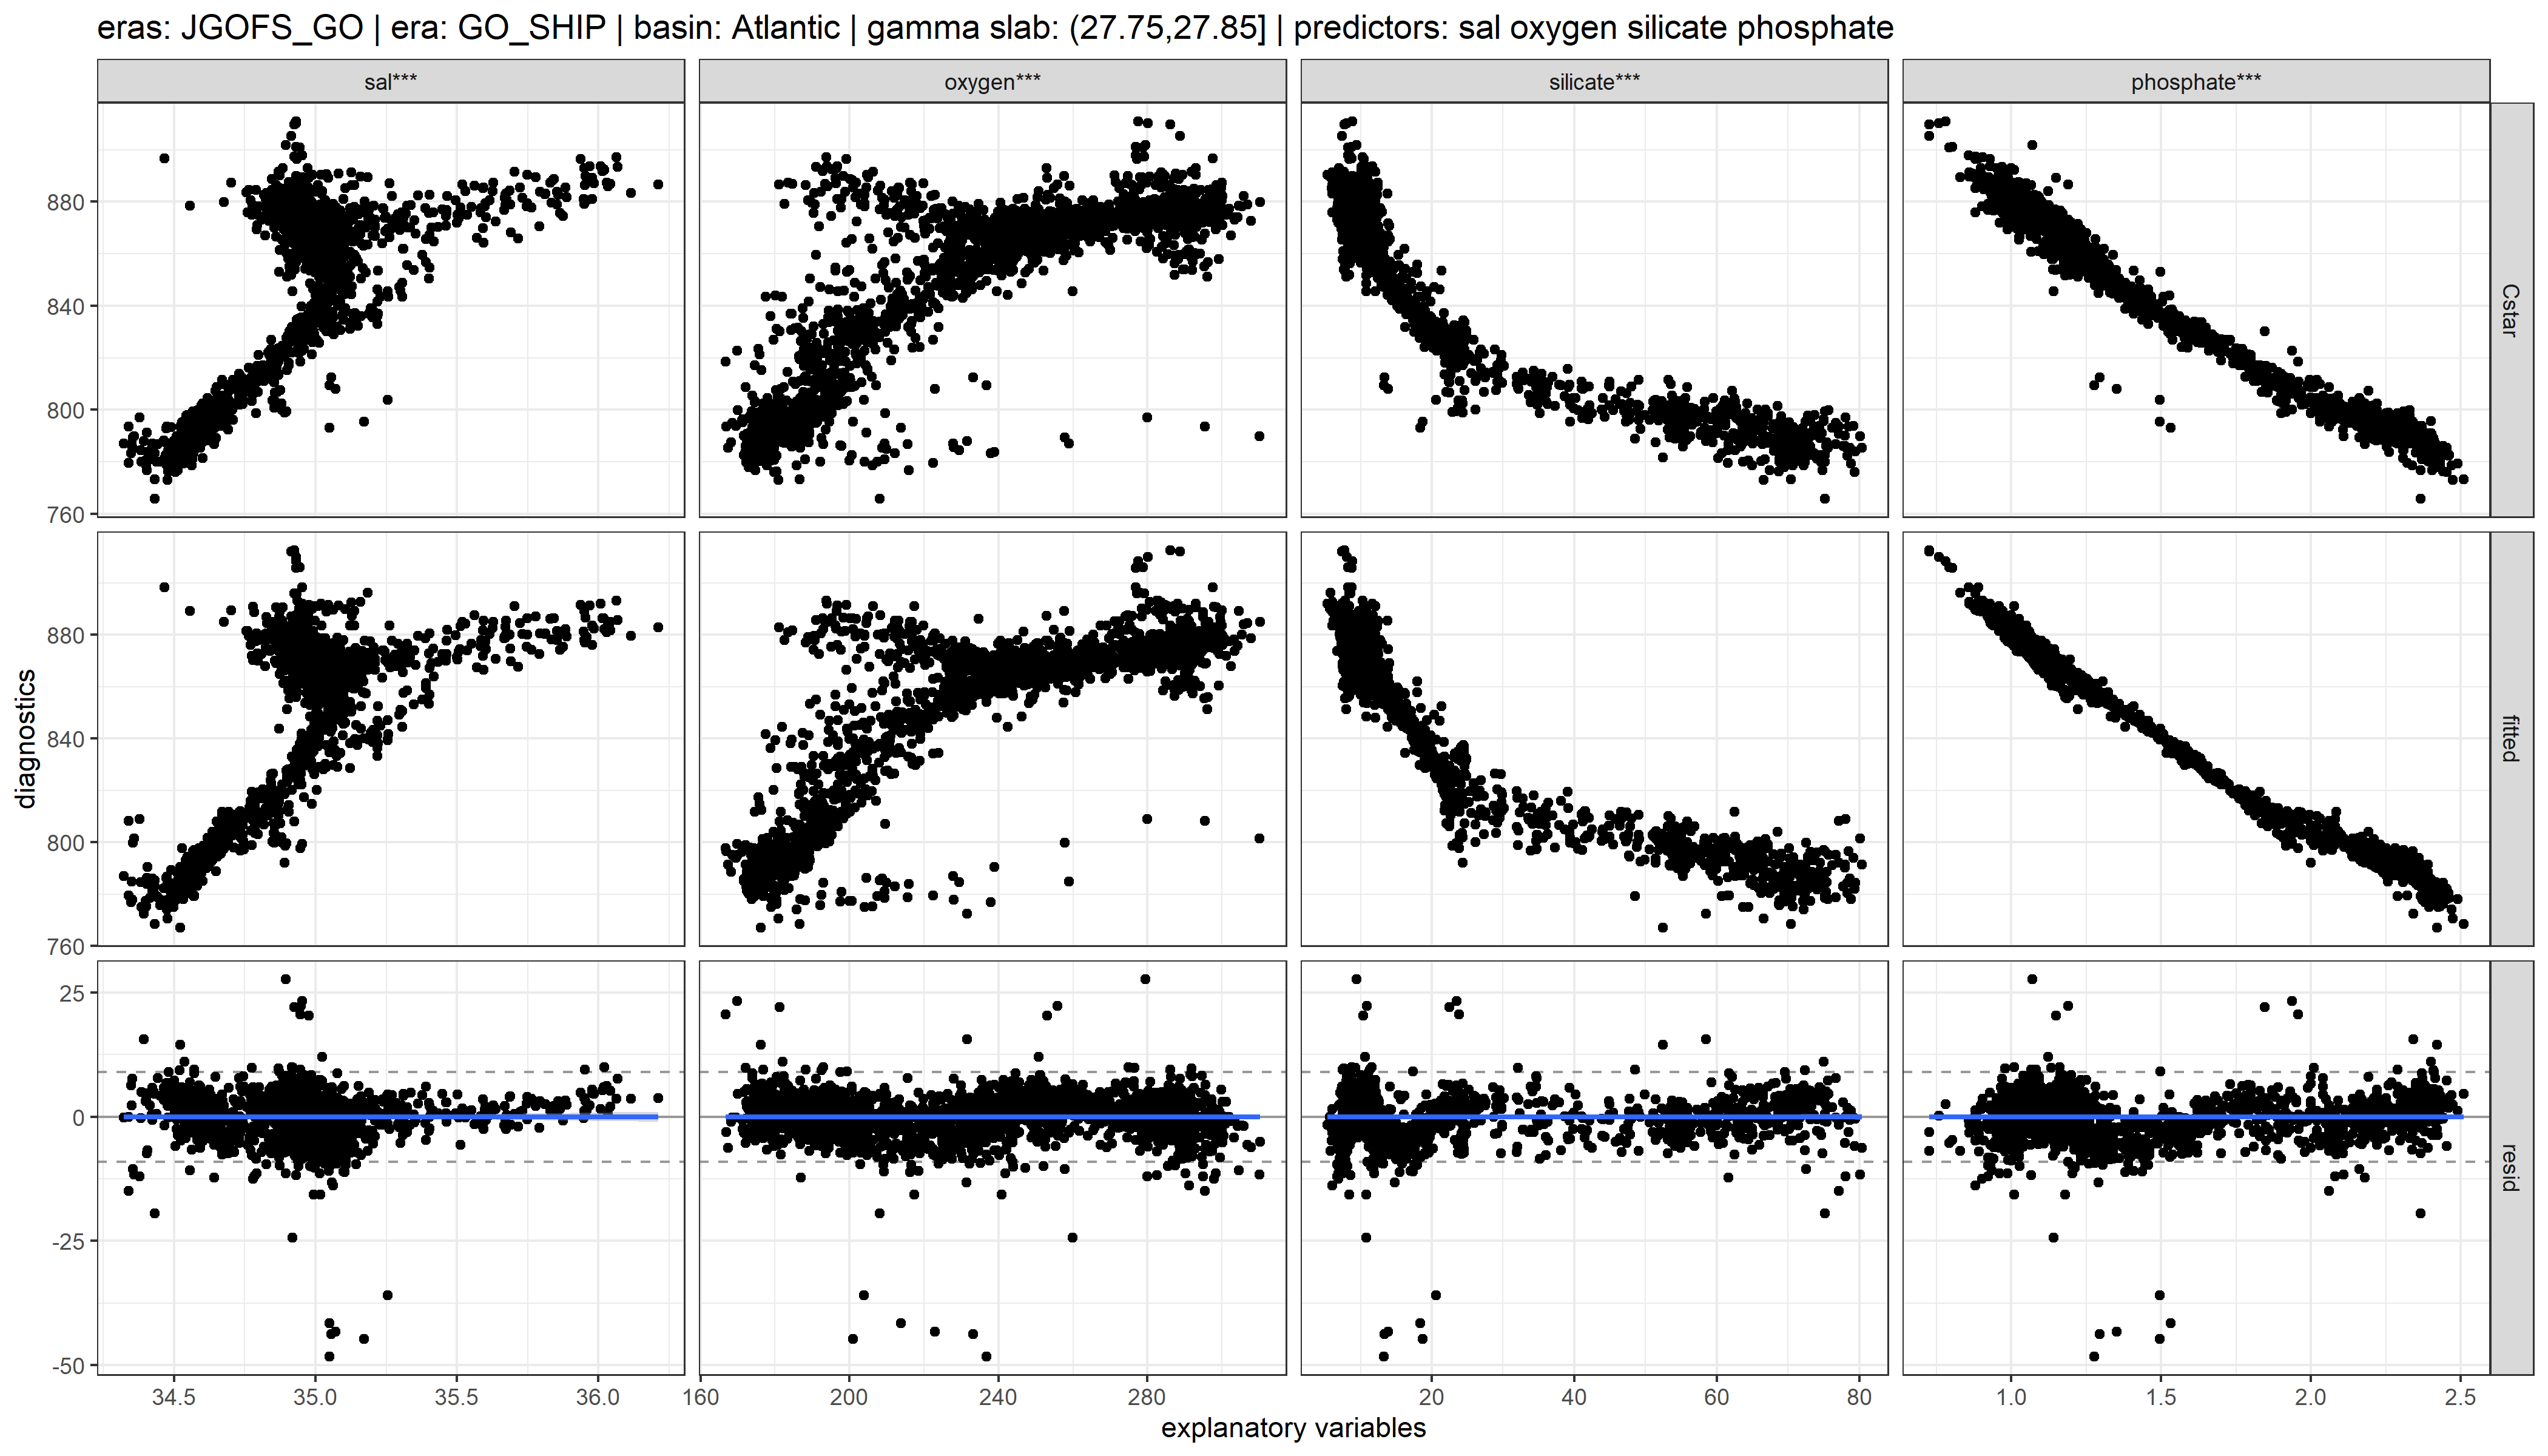 eras: JGOFS_GO | era: GO_SHIP | basin: Atlantic | gamma slab: (27.75,27.85] | predictors: sal oxygen silicate phosphate
sal*** oxygen*** silicate*** phosphate***
880
840
800
760
Cstar
880
840
800
760
fitted
25
0
-25
-50
resid
diagnostics
34.5 35.0 35.5 36.0 160 200 240 280 20 40 60 80 1.0 1.5 2.0 2.5
explanatory variables